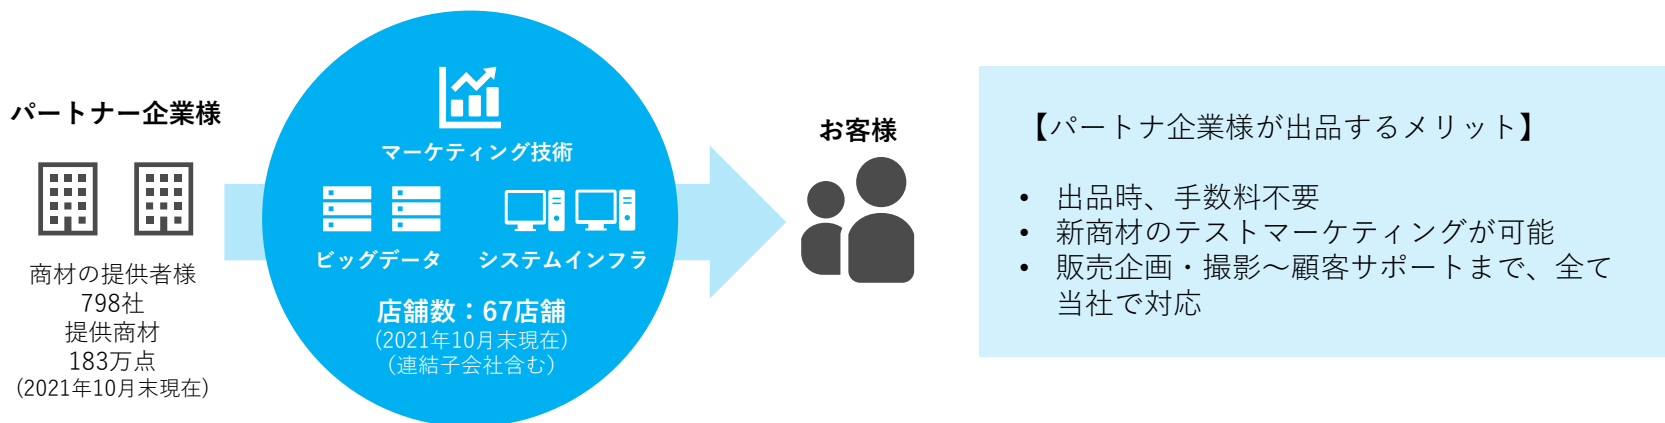 パートナー企業様
商材の提供者様
798社
提供商材
183万点
(2021年10月末現在)
マーケティング技術
ビッグデータ
システムインフラ
店舗数：67店舗
(2021年10月末現在)
（連結子会社含む）
お客様
【パートナ企業様が出品するメリット】
• 出品時、手数料不要
• 新商材のテストマーケティングが可能
• 販売企画・撮影～顧客サポートまで、全て
当社で対応